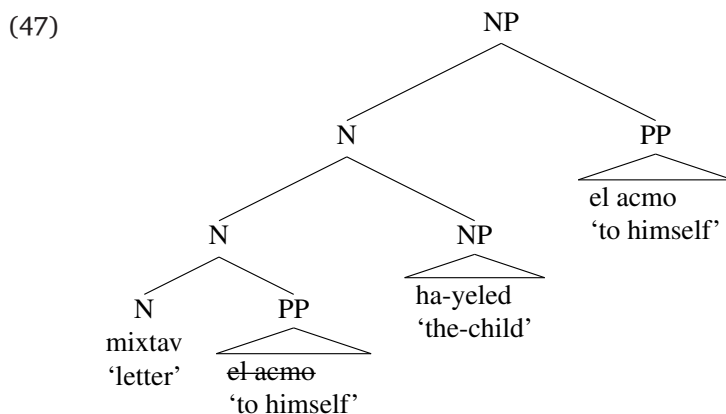 (47)
NP
N PP
el acmo
‘to himself’
N NP
ha-yeled
‘the-child’
N PP
mixtav el acmo
‘letter’ ‘to himself’